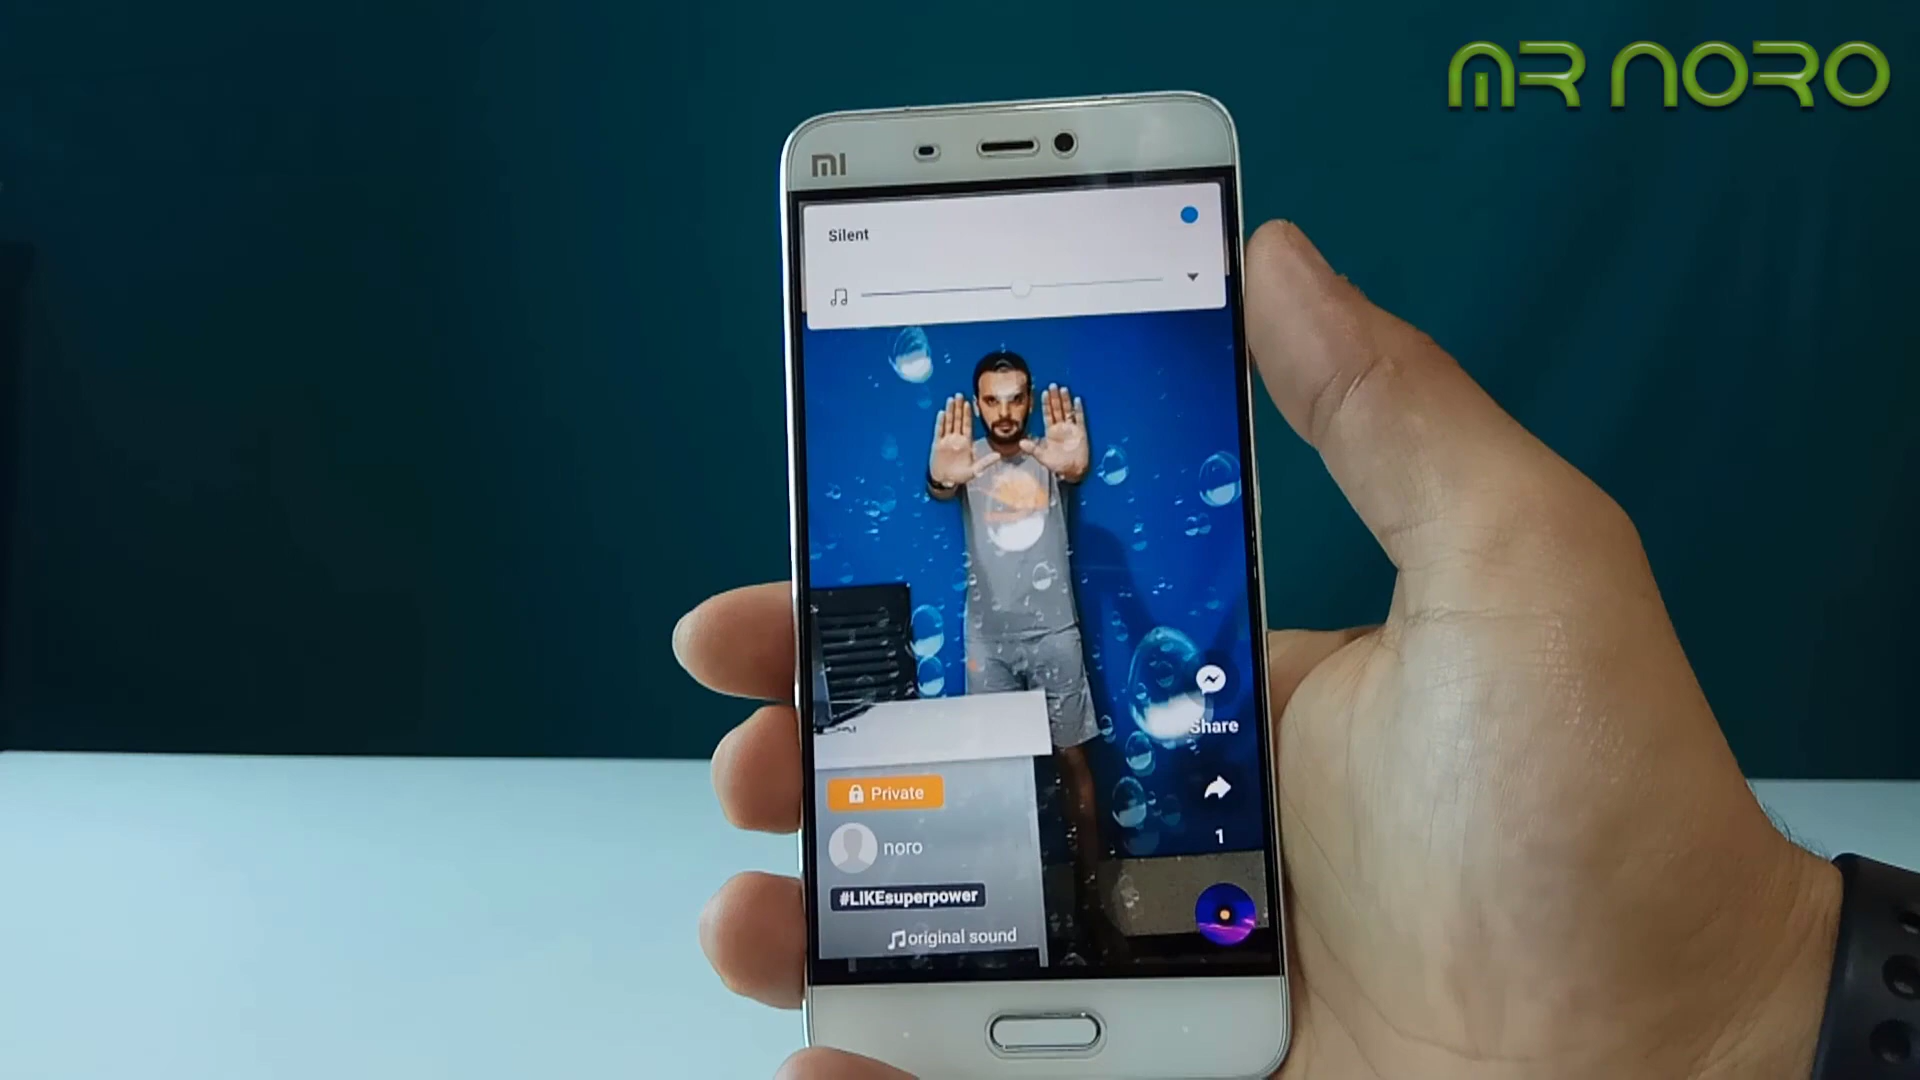 MR NORO
MI
Silent
Share
Private
1
noro
#LIKEsuperpower
original sound